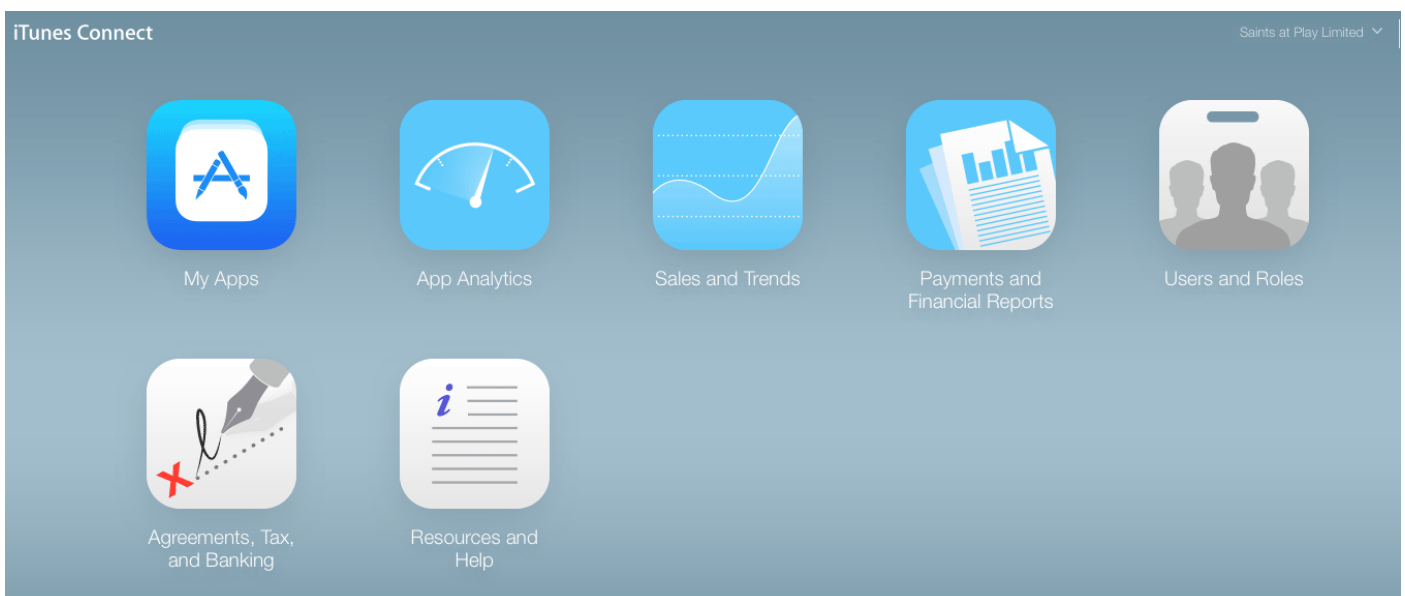 iTunes Connect
Saints at Play Limited
My Apps
App Analytics
Sales and Trends
Payments and
Financial Reports
Users and Roles
Agreements, Tax,
and Banking
Resources and
Help